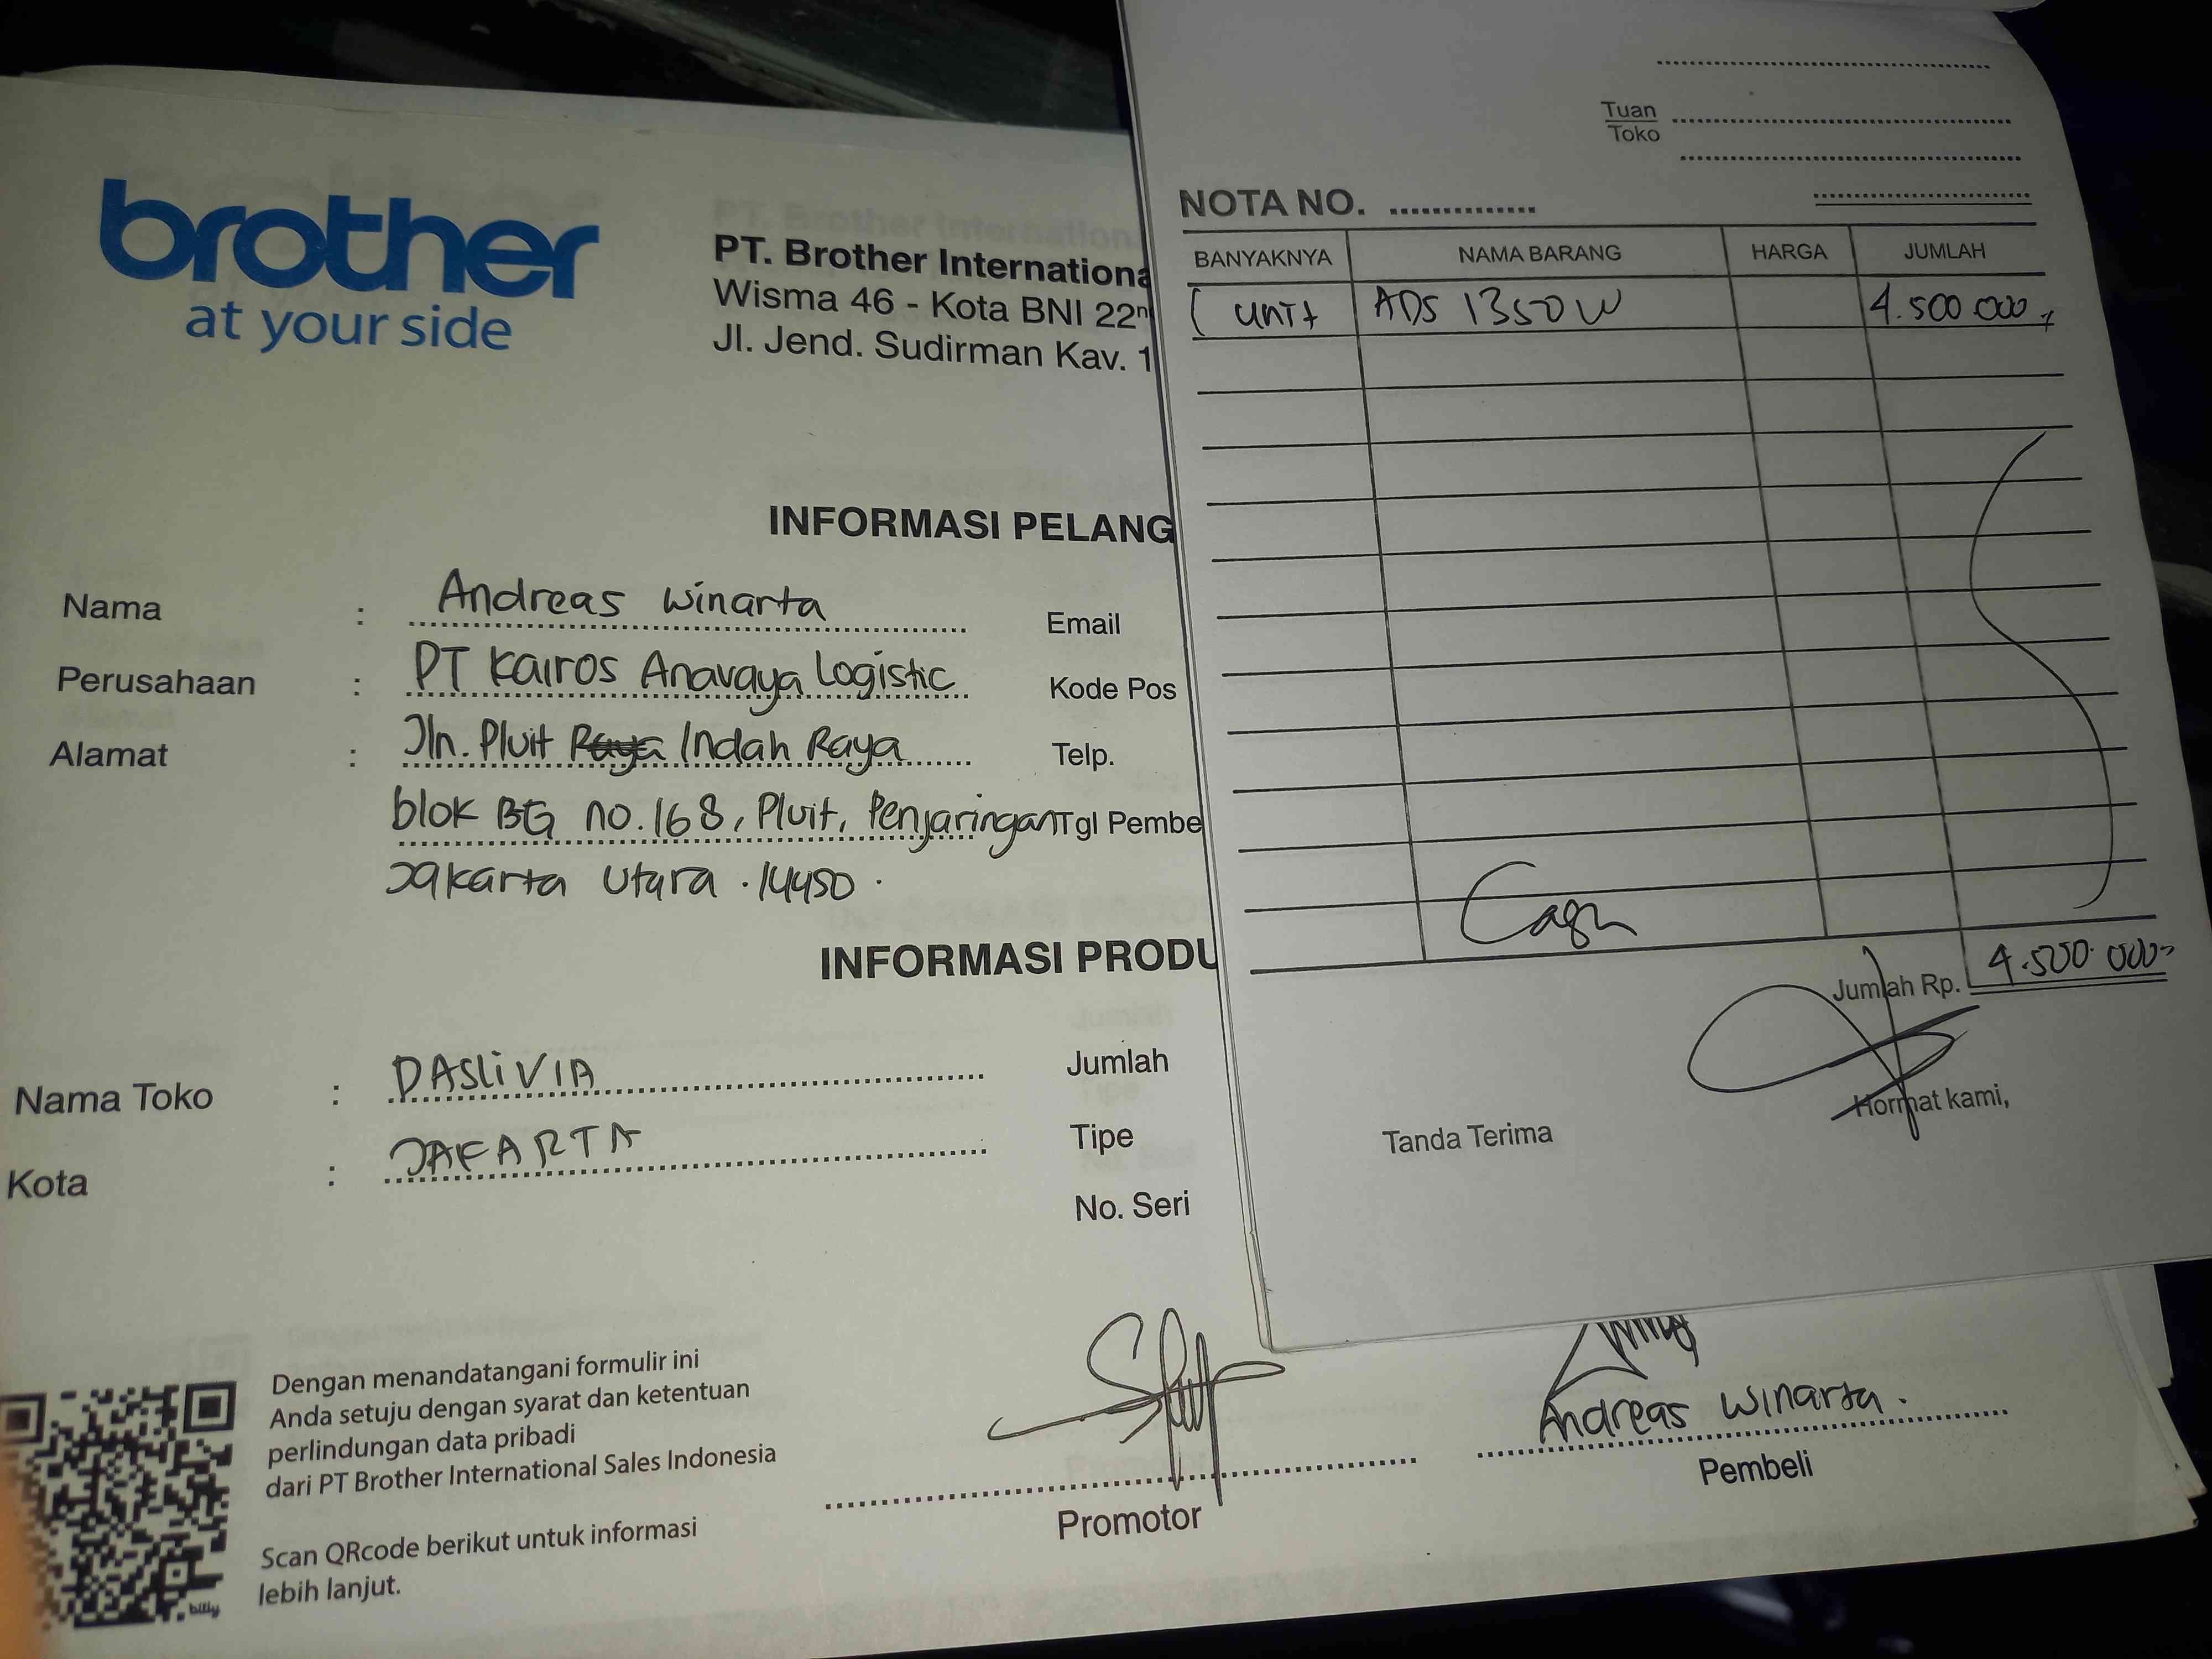 brother
at your side
PT. Brother Internationa
Wisma 46 - Kota BNI 22n
Jl. Jend. Sudirman Kav. 1
INFORMASI PELANG
Nama : Andreas Winarta
Email
Perusahaan : PT Kairos Anavaya Logistic
Kode Pos
Alamat : Jln. Pluit Raya Indah Raya
Telp.
blok BG no. 168, Pluit, Penjaringan
Tgl Pembe
Jakarta Utara . 14450 .
INFORMASI PRODU
Nama Toko : DASLIVIA
Jumlah
Kota : JAKARTA
Tipe
No. Seri
Dengan menandatangani formulir ini
Anda setuju dengan syarat dan ketentuan
perlindungan data pribadi
dari PT Brother International Sales Indonesia
Scan QRcode berikut untuk informasi
lebih lanjut.
billy
Promotor
Andreas Winarta .
Pembeli
Tuan
Toko
NOTA NO.
BANYAKNYA NAMA BARANG HARGA JUMLAH
1 unit ADS 1350W 4.500.000,-
Cash
Jumlah Rp. 4.500.000,-
Tanda Terima
Hormat kami,